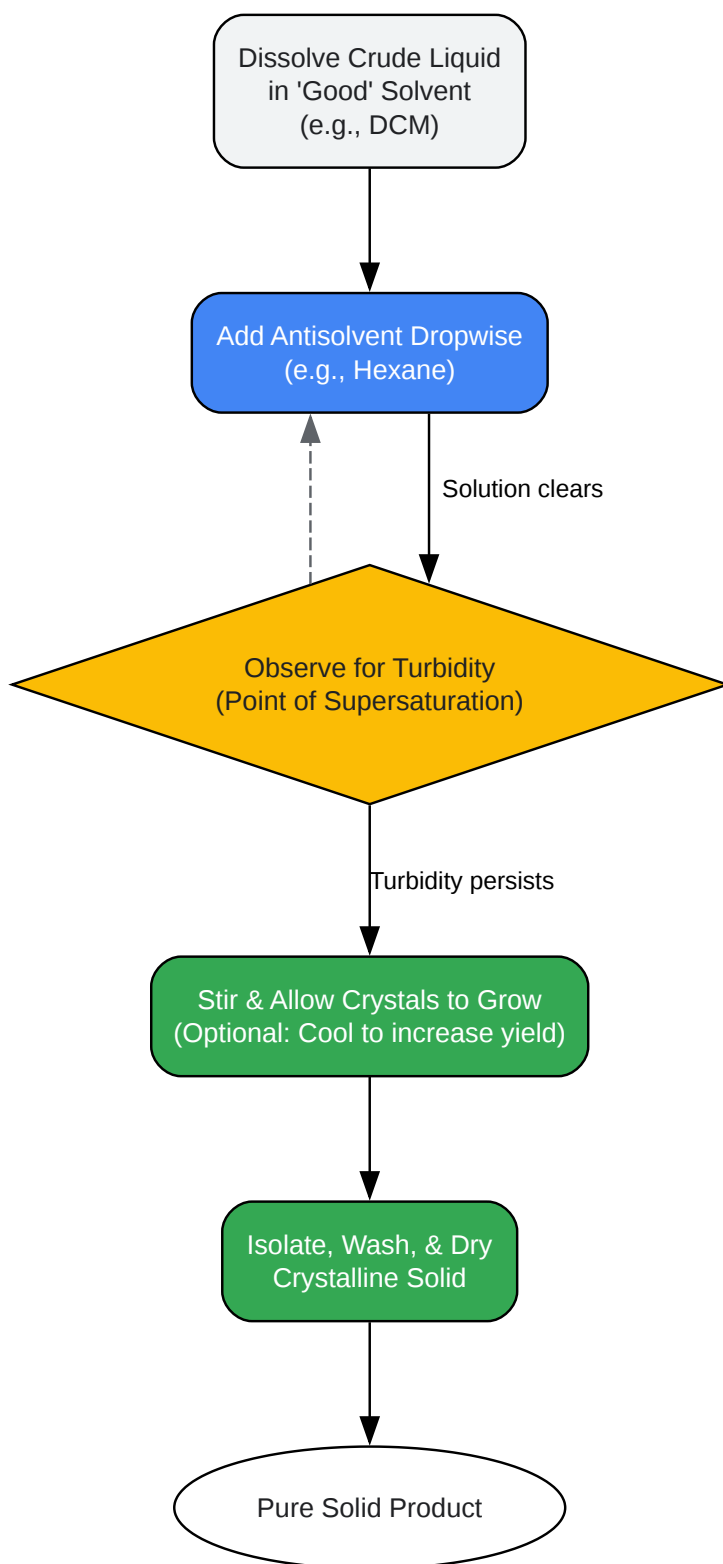 Dissolve Crude Liquid
in 'Good' Solvent
(e.g., DCM)
Add Antisolvent Dropwise
(e.g., Hexane)
Solution clears
Observe for Turbidity
(Point of Supersaturation)
Turbidity persists
Stir & Allow Crystals to Grow
(Optional: Cool to increase yield)
Isolate, Wash, & Dry
Crystalline Solid
Pure Solid Product